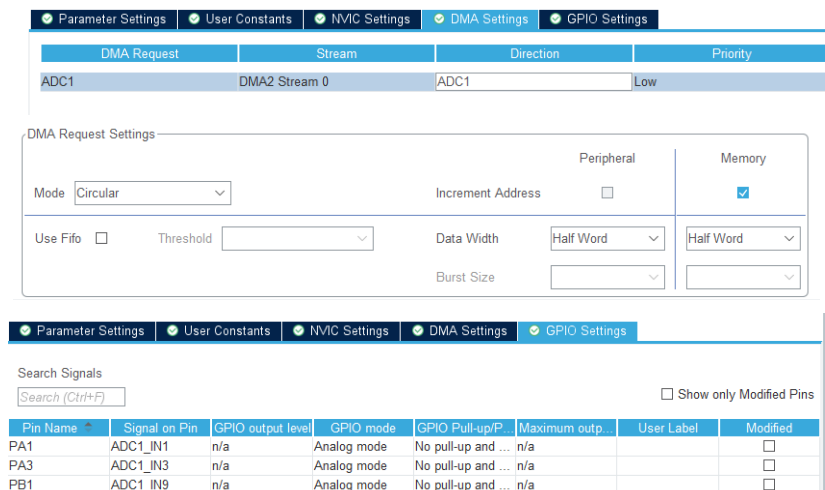 Parameter Settings User Constants NVIC Settings DMA Settings GPIO Settings
DMA Request Stream Direction Priority
ADC1 DMA2 Stream 0 ADC1 Low
DMA Request Settings
Peripheral Memory
Mode Circular Increment Address
Use Fifo Threshold Data Width Half Word Half Word
Burst Size
Parameter Settings User Constants NVIC Settings DMA Settings GPIO Settings
Search Signals
Search (Ctrl+F) Show only Modified Pins
Pin Name Signal on Pin GPIO output level GPIO mode GPIO Pull-up/P... Maximum outp... User Label Modified
PA1 ADC1_IN1 n/a Analog mode No pull-up and ... n/a
PA3 ADC1_IN3 n/a Analog mode No pull-up and ... n/a
PB1 ADC1_IN9 n/a Analog mode No pull-up and ... n/a